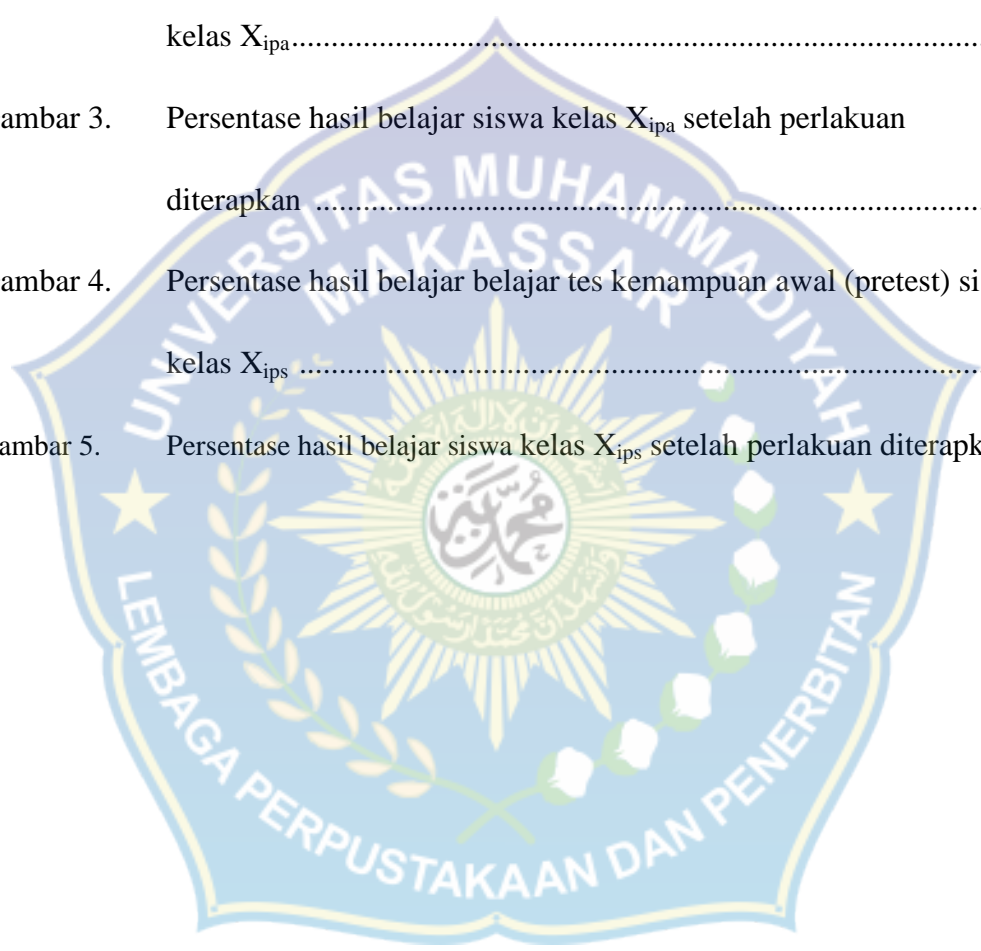 kelas Xipa......................................................................................
ambar 3. Persentase hasil belajar siswa kelas Xipa setelah perlakuan
diterapkan ...................................................................................
ambar 4. Persentase hasil belajar belajar tes kemampuan awal (pretest) si
kelas Xips .....................................................................................
ambar 5. Persentase hasil belajar siswa kelas Xips setelah perlakuan diterapk
UNIVERSITAS MUHAMMADIYAH
MAKASSAR
LEMBAGA PERPUSTAKAAN DAN PENERBITAN